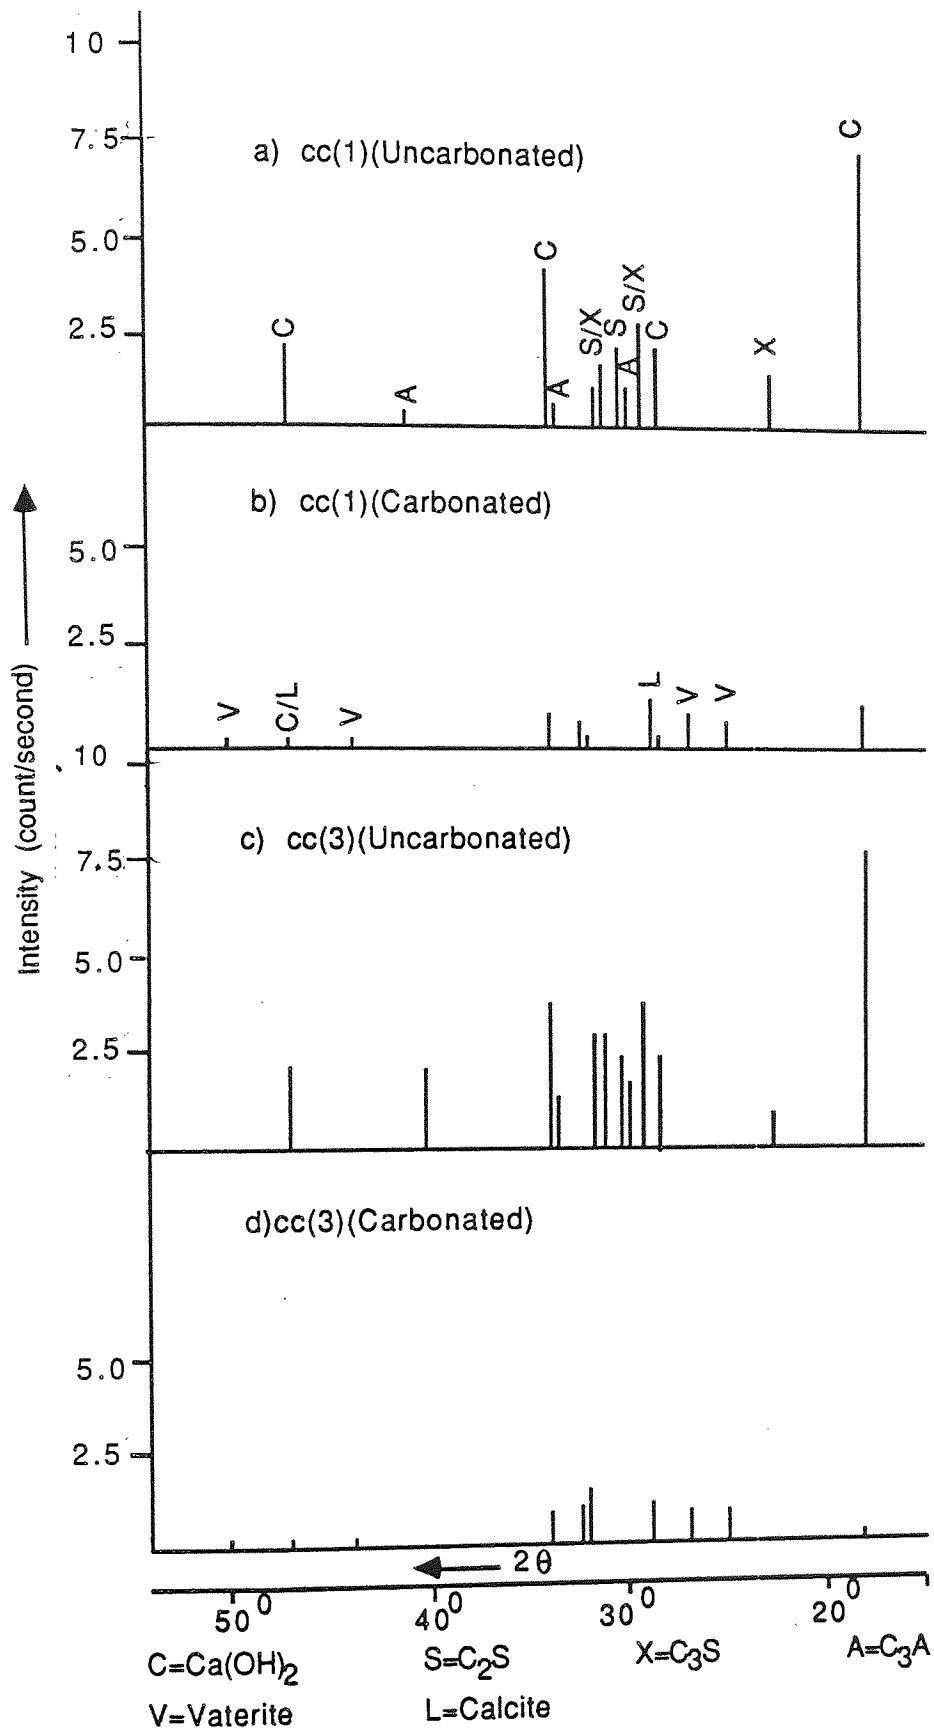 10
7.5
a) cc(1)(Uncarbonated)
C
5.0
C
S/X
2.5
C
S/X
S
C
X
A
A
A
b) cc(1)(Carbonated)
5.0
2.5
V
C/L
V
L
V
V
Intensity (count/second)
10
c) cc(3)(Uncarbonated)
7.5
5.0
2.5
d)cc(3)(Carbonated)
5.0
2.5
2θ
50⁰ 40⁰ 30⁰ 20⁰
C=Ca(OH)₂ S=C₂S X=C₃S A=C₃A
V=Vaterite L=Calcite